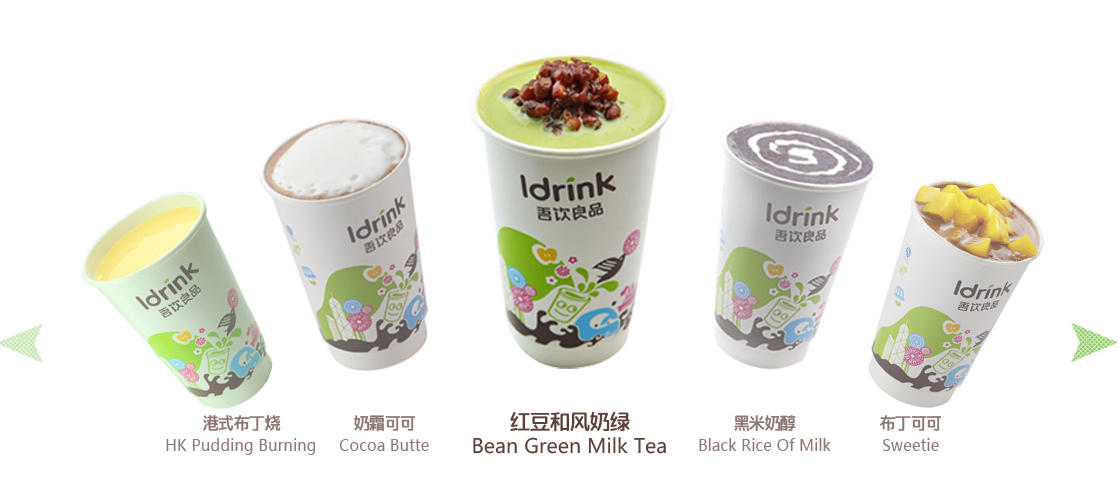 Idrink
吾饮良品
Idrink
吾饮良品
Idrink
吾饮良品
Idrink
吾饮良品
Idrink
吾饮良品
港式布丁烧
HK Pudding Burning
奶霜可可
Cocoa Butte
红豆和风奶绿
Bean Green Milk Tea
黑米奶醇
Black Rice Of Milk
布丁可可
Sweetie